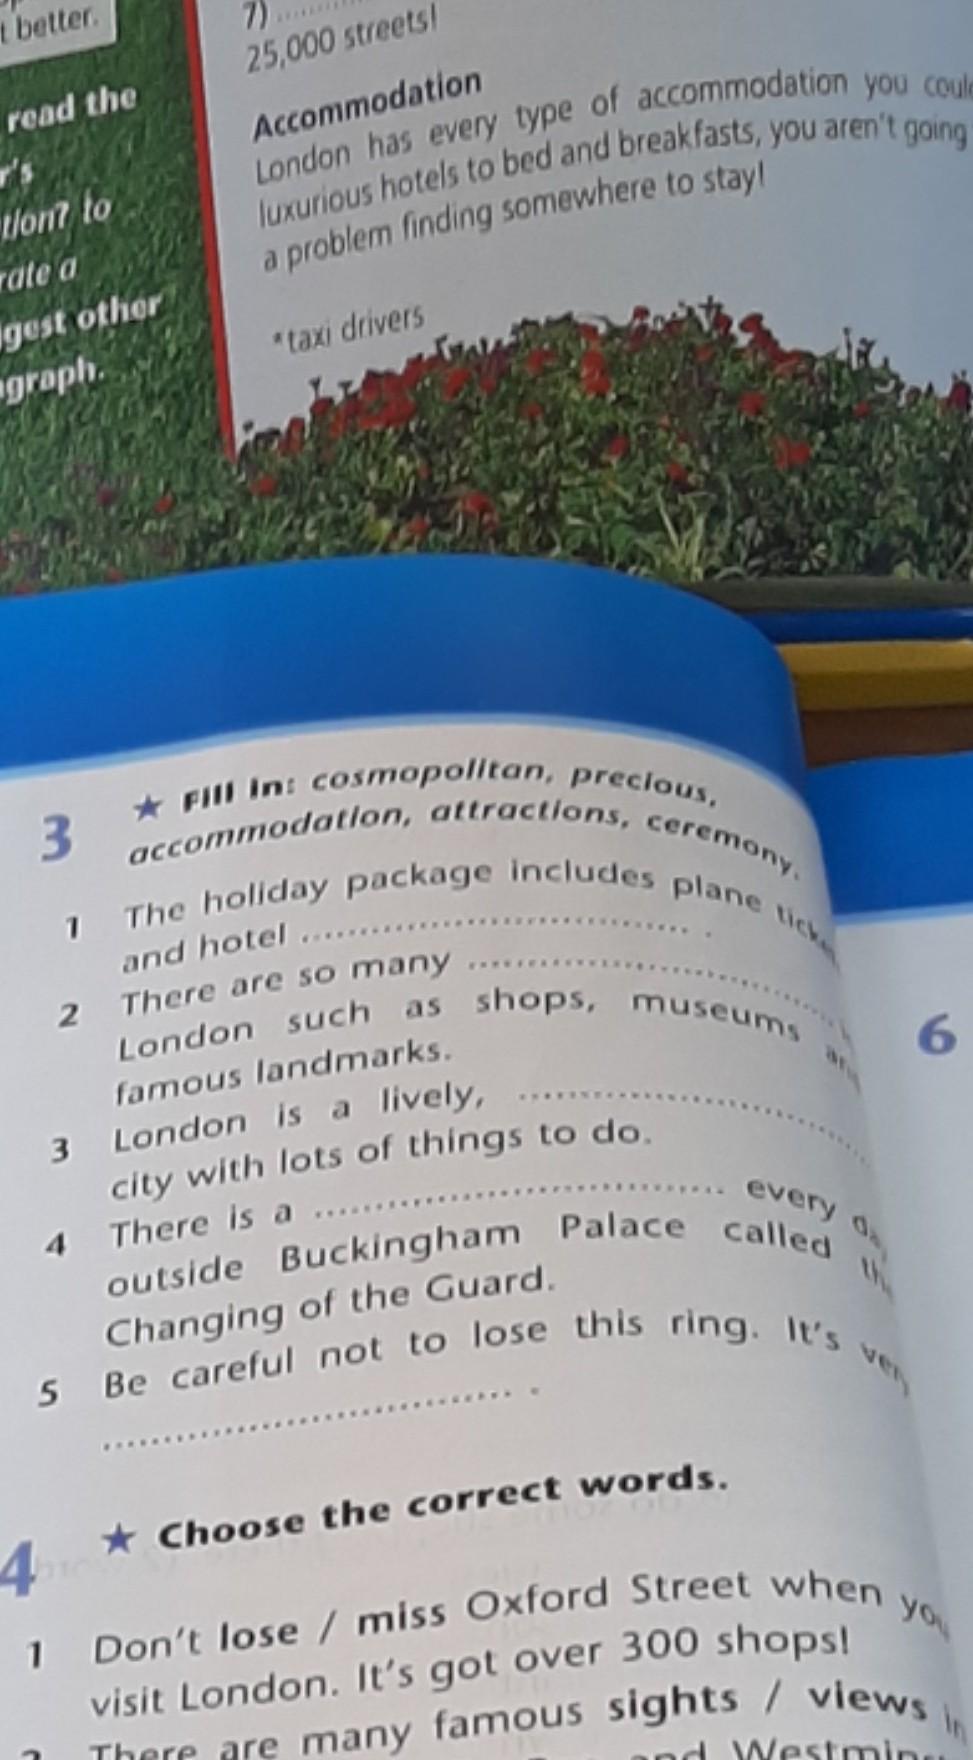 t better.
read the
r's
tion? to
rate a
gest other
graph.
7) ............
25,000 streets!
Accommodation
London has every type of accommodation you
luxurious hotels to bed and breakfasts, you aren't going
a problem finding somewhere to stay!
*taxi drivers
3 ★ Fill in: cosmopolitan, precious,
accommodation, attractions, ceremony.
1 The holiday package includes plane
and hotel ................................ .
2 There are so many ................................
London such as shops, museums
famous landmarks.
3 London is a lively, ................................
city with lots of things to do.
4 There is a ................................ every
outside Buckingham Palace called
Changing of the Guard.
5 Be careful not to lose this ring. It's
................................ .
6
4 ★ Choose the correct words.
1 Don't lose / miss Oxford Street when you
visit London. It's got over 300 shops!
There are many famous sights / views in
and